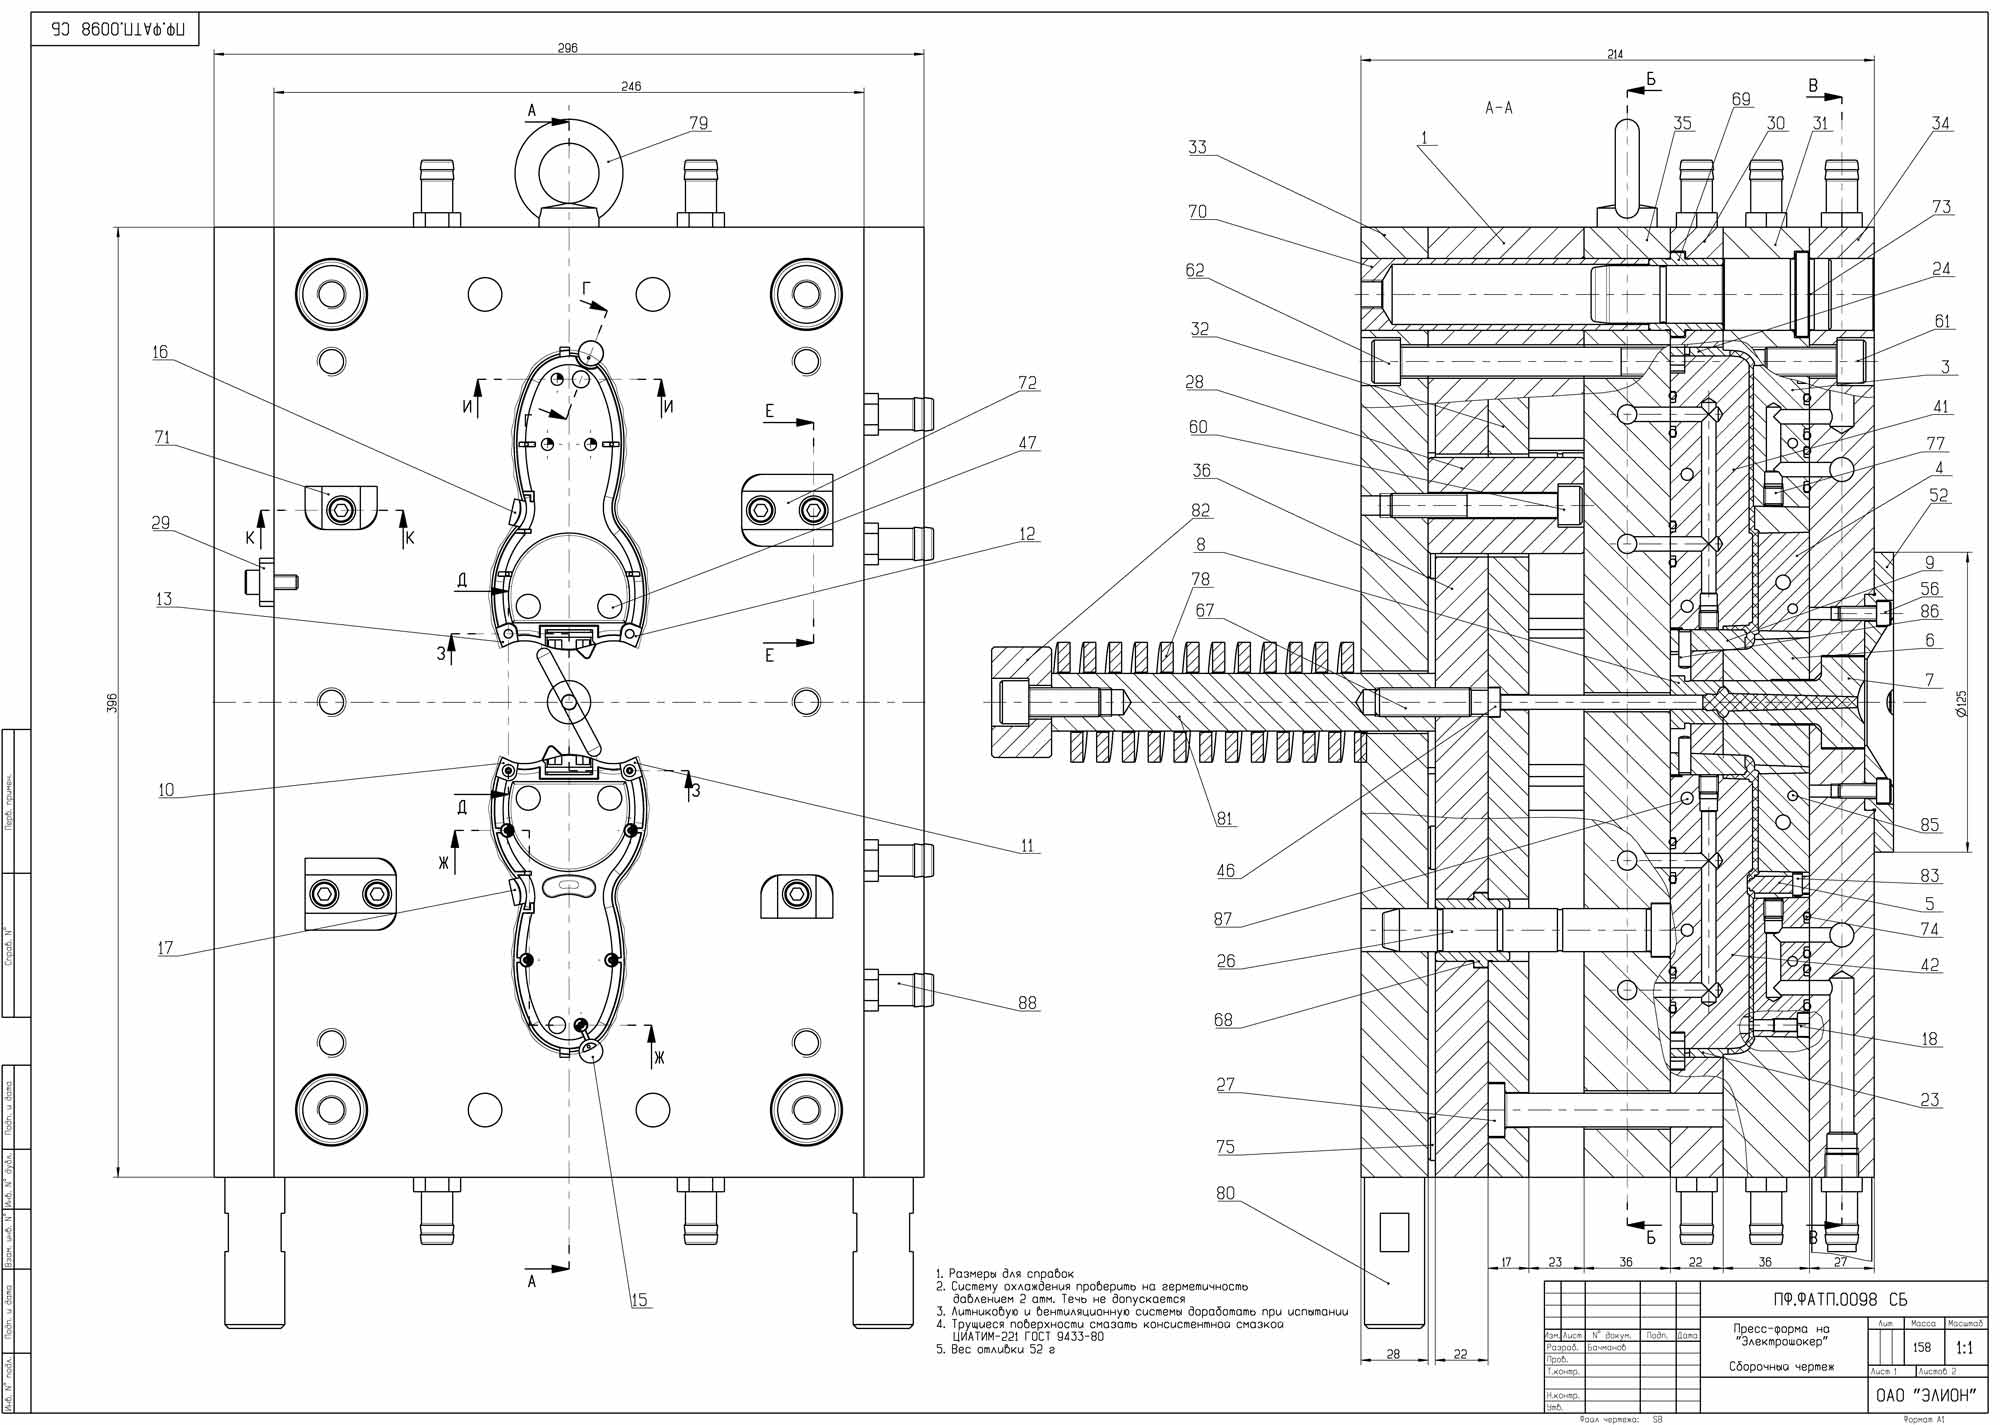 ПФ.ФАТП.0098 СБ
296
246
А
79
Г
16
И
И
72
Е
71
47
29
К
К
12
Д
13
З
Е
396
10
Д
З
11
Ж
17
88
Ж
А
15
214
А-А
Б
В
69
33
1
35
30
31
34
70
73
62
24
32
61
28
3
60
41
36
77
82
4
8
52
78
9
67
56
86
6
7
Ø125
81
85
46
11
83
87
5
74
26
42
68
18
27
23
75
80
Б
В
17
23
36
22
36
27
28
22
1. Размеры для справок
2. Систему охлаждения проверить на герметичность
давлением 2 атм. Течь не допускается
3. Литниковую и вентиляционную системы доработать при испытании
4. Трущиеся поверхности смазать консистентной смазкой
ЦИАТИМ-221 ГОСТ 9433-80
5. Вес отливки 52 г
ПФ.ФАТП.0098 СБ
Пресс-форма на
"Электрошокер"
Сборочный чертеж
Лит.
Масса
Масштаб
158
1:1
Лист 1
Листов 2
ОАО "ЭЛИОН"
Изм.
Лист
N° докум.
Подп.
Дата
Разраб.
Бачманов
Пров.
Т.контр.
Н.контр.
Утв.
Файл чертежа: SB
Формат А1
Перв. примен.
Справ. N°
Подп. и дата
Инв. N° дубл.
Взам. инв. N°
Подп. и дата
Инв. N° подл.